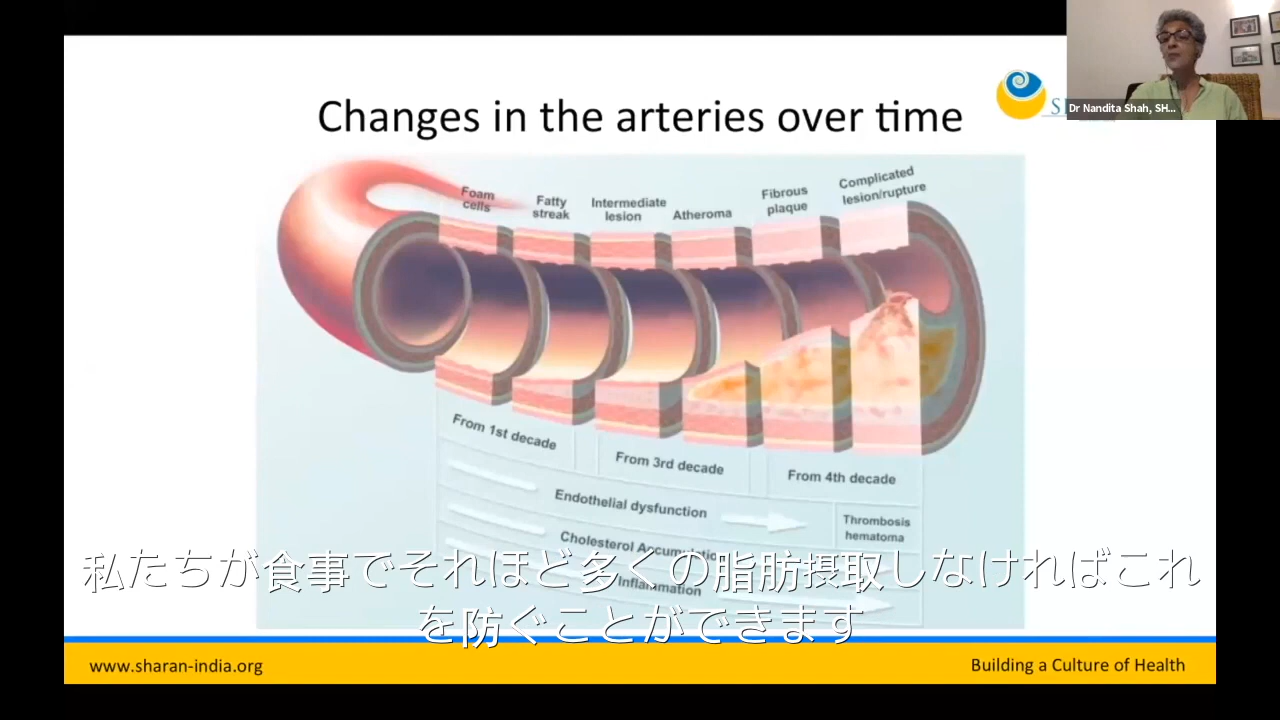 Dr Nandita Shah, SH...
Changes in the arteries over time
Foam
cells
Fatty
streak
Intermediate
lesion
Atheroma
Fibrous
plaque
Complicated
lesion/rupture
From 1st decade
From 3rd decade
From 4th decade
Endothelial dysfunction
Thrombosis
hematoma
Cholesterol Accumulation
Inflammation
私たちが食事でそれほど多くの脂肪摂取しなければこれ
を防ぐことができます
www.sharan-india.org
Building a Culture of Health